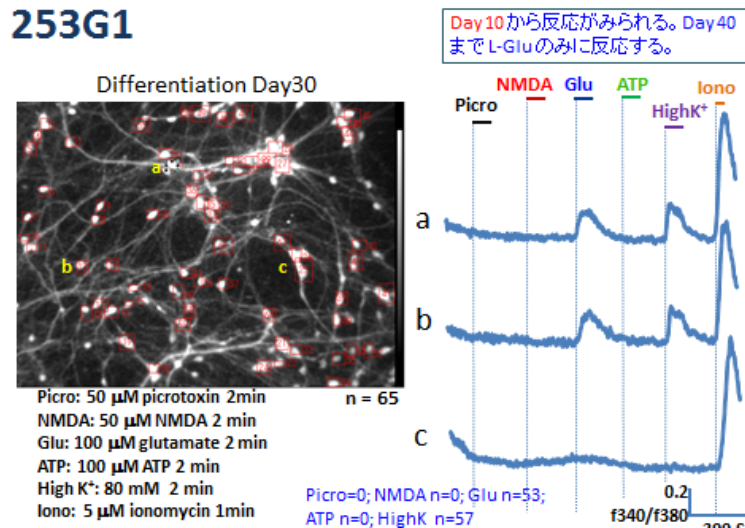 253G1
Day10から反応がみられる。Day40
までL-Gluのみに反応する。
Differentiation Day30
Picro
NMDA
Glu
ATP
HighK⁺
Iono
a
b
c
a
b
c
Picro: 50 μM picrotoxin 2min
NMDA: 50 μM NMDA 2 min
Glu: 100 μM glutamate 2 min
ATP: 100 μM ATP 2 min
High K⁺: 80 mM 2 min
Iono: 5 μM ionomycin 1min
n = 65
Picro=0; NMDA n=0; Glu n=53;
ATP n=0; HighK n=57
0.2
f340/f380